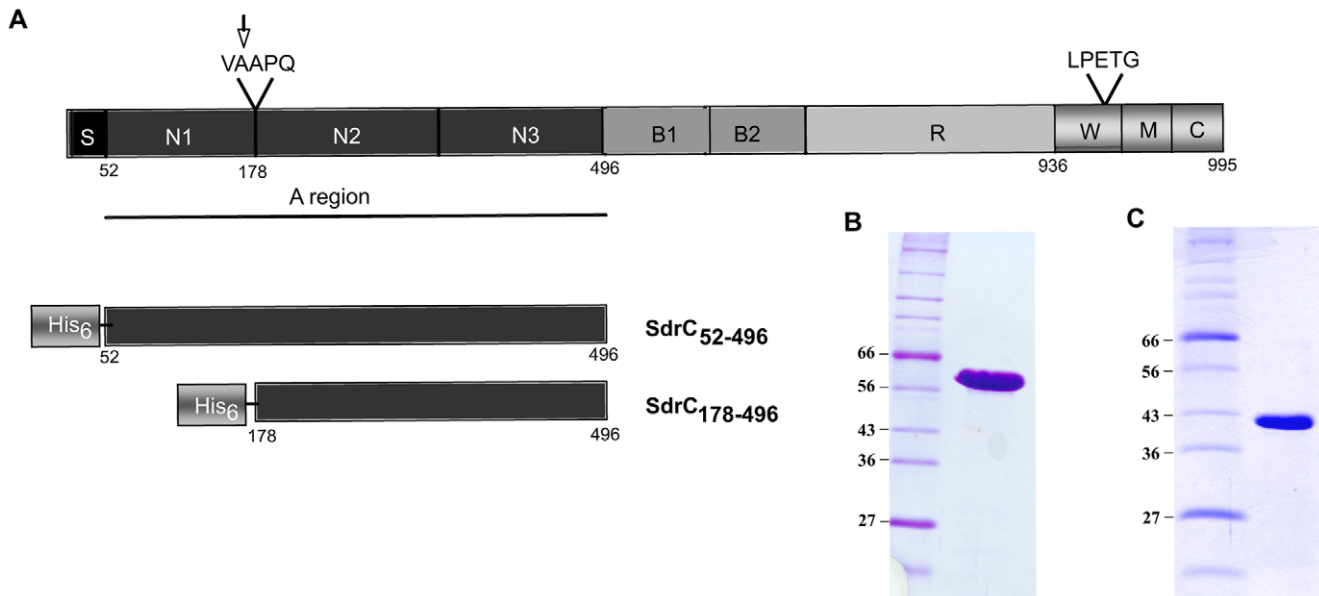 A
VAAPQ
LPETG
S N1 N2 N3 B1 B2 R W M C
52 178 496 936 995
A region
His6
52 496
SdrC52-496
His6
178 496
SdrC178-496
B
66
56
43
36
27
C
66
56
43
36
27